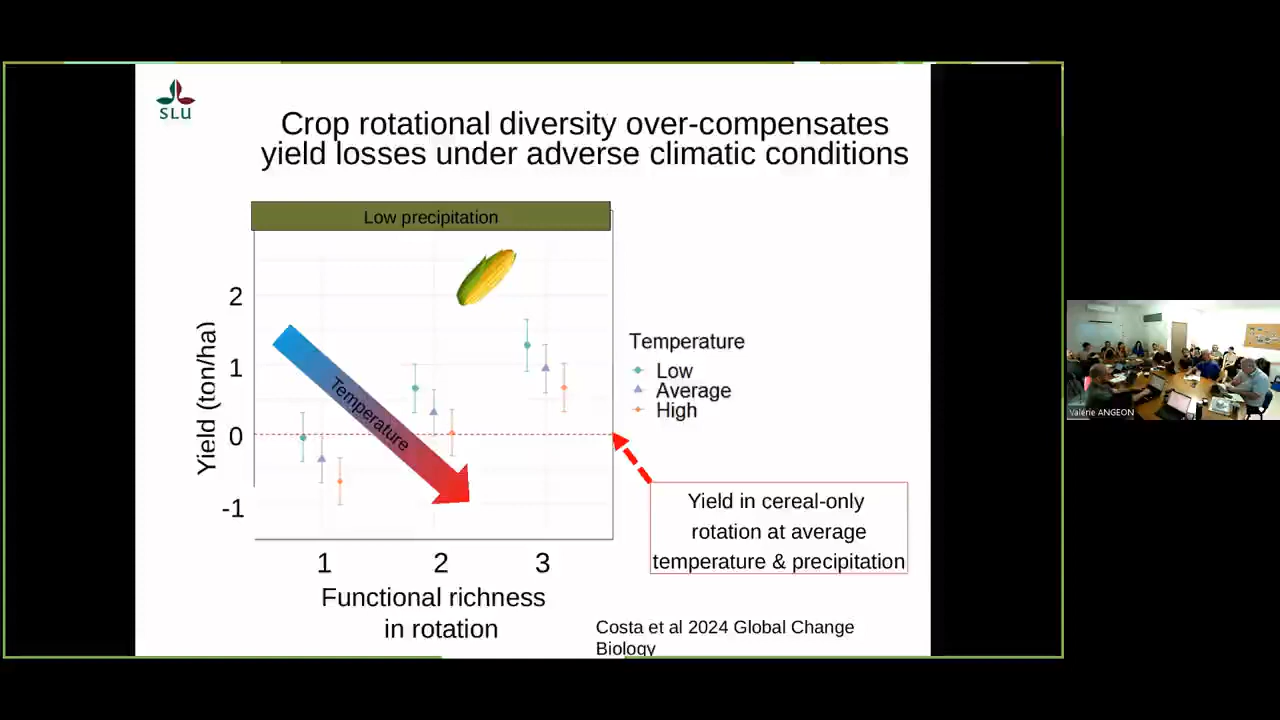 SLU
Crop rotational diversity over-compensates
yield losses under adverse climatic conditions
Low precipitation
2
1
0
-1
Yield (ton/ha)
Temperature
Temperature
Low
Average
High
Yield in cereal-only
rotation at average
temperature & precipitation
1 2 3
Functional richness
in rotation
Costa et al 2024 Global Change
Biology
Valérie ANGEON